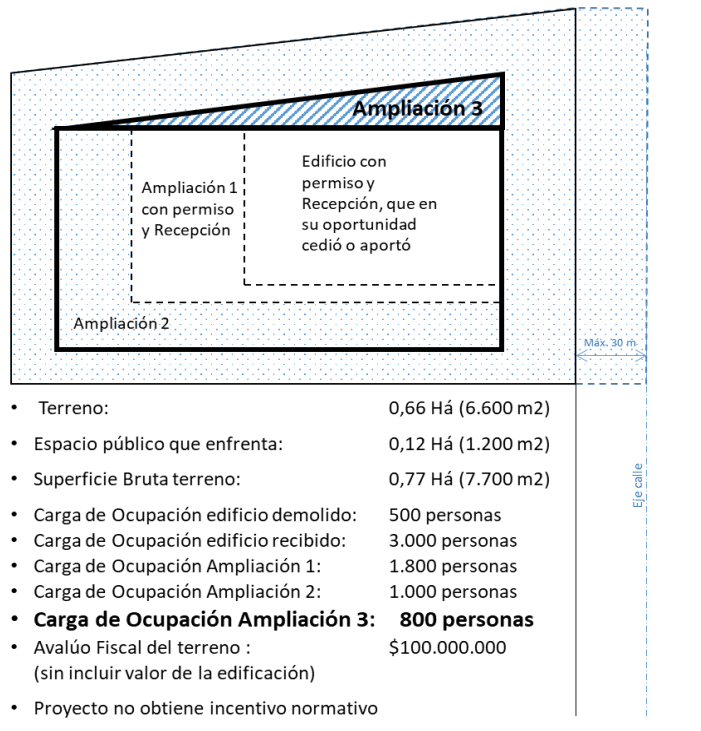 Ampliación 3
Edificio con
permiso y
Recepción, que en
su oportunidad
cedió o aportó
Ampliación 1
con permiso
y Recepción
Ampliación 2
Máx. 30 m
• Terreno: 0,66 Há (6.600 m2)
• Espacio público que enfrenta: 0,12 Há (1.200 m2)
• Superficie Bruta terreno: 0,77 Há (7.700 m2)
Eje calle
• Carga de Ocupación edificio demolido: 500 personas
• Carga de Ocupación edificio recibido: 3.000 personas
• Carga de Ocupación Ampliación 1: 1.800 personas
• Carga de Ocupación Ampliación 2: 1.000 personas
• Carga de Ocupación Ampliación 3: 800 personas
• Avalúo Fiscal del terreno : $100.000.000
(sin incluir valor de la edificación)
• Proyecto no obtiene incentivo normativo